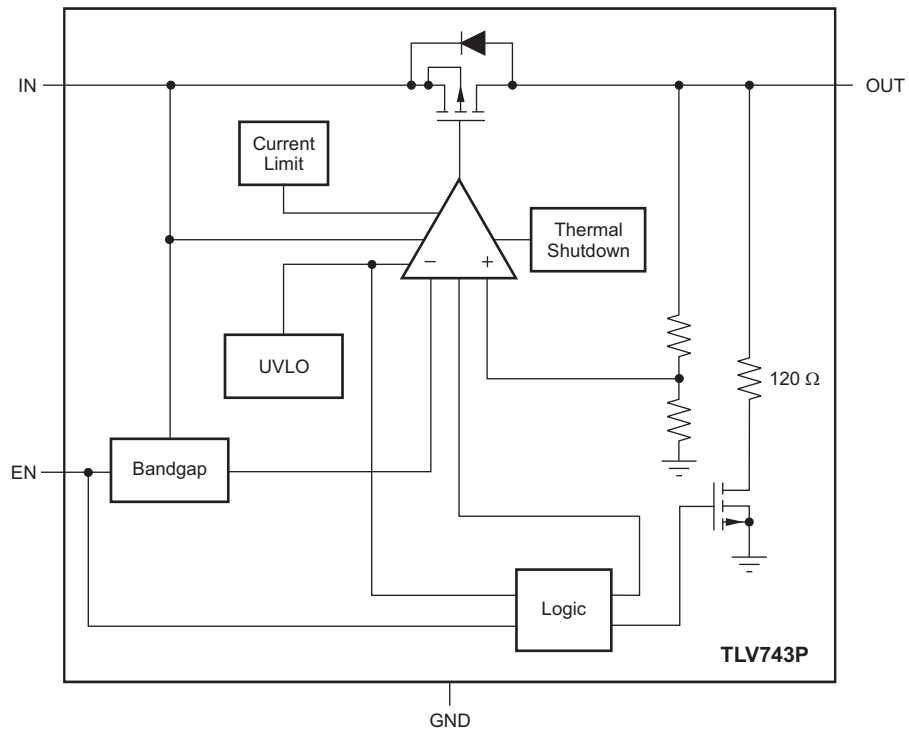 IN
OUT
Current
Limit
Thermal
Shutdown
−
+
UVLO
120 Ω
EN
Bandgap
Logic
TLV743P
GND